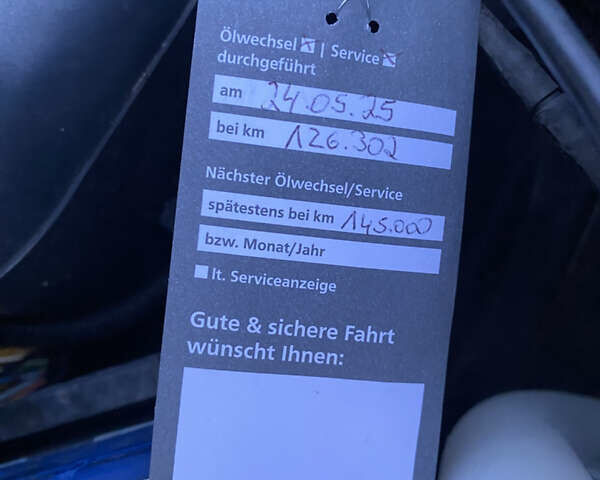 Ölwechsel ☒ | Service ☒
durchgeführt
am 24.05.25
bei km 126.302
Nächster Ölwechsel/Service
spätestens bei km 145.000
bzw. Monat/Jahr
☐ lt. Serviceanzeige
Gute & sichere Fahrt
wünscht Ihnen: